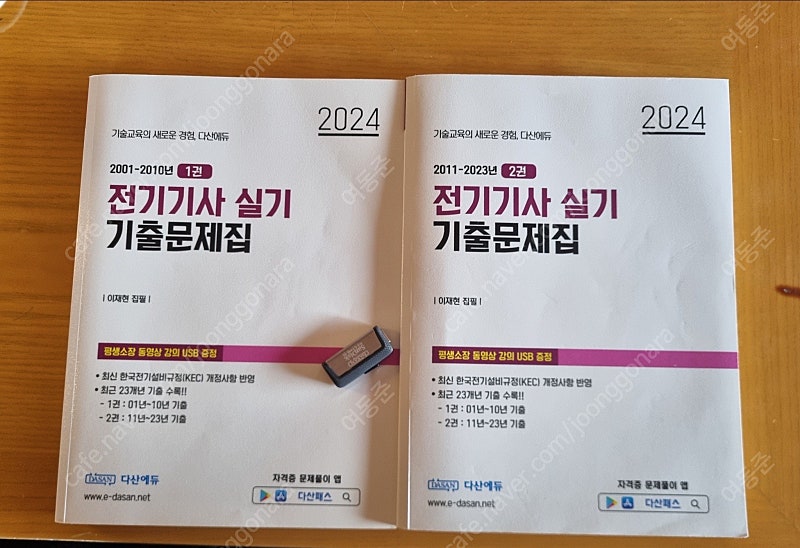 2024
기술교육의 새로운 경험, 다산에듀
2001-2010년 1권
전기기사 실기
기출문제집
| 이재현 집필 |
평생소장 동영상 강의 USB 증정
• 최신 한국전기설비규정(KEC) 개정사항 반영
• 최근 23개년 기출 수록!!
- 1권 : 01년~10년 기출
- 2권 : 11년~23년 기출
DASAN 다산에듀
www.e-dasan.net
자격증 문제풀이 앱
다산패스
2024
기술교육의 새로운 경험, 다산에듀
2011-2023년 2권
전기기사 실기
기출문제집
| 이재현 집필 |
평생소장 동영상 강의 USB 증정
• 최신 한국전기설비규정(KEC) 개정사항 반영
• 최근 23개년 기출 수록!!
- 1권 : 01년~10년 기출
- 2권 : 11년~23년 기출
DASAN 다산에듀
www.e-dasan.net
자격증 문제풀이 앱
다산패스
cafe.naver.com/joonggonara
여동준